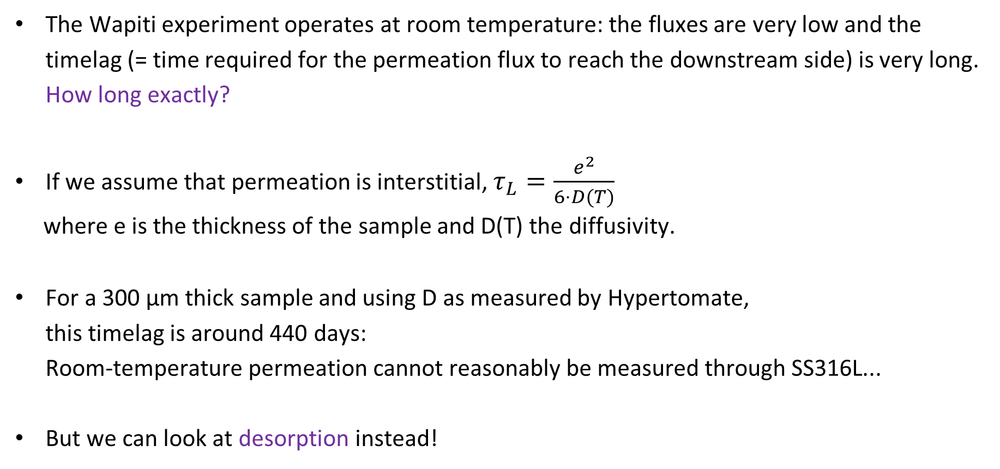 • The Wapiti experiment operates at room temperature: the fluxes are very low and the
timelag (= time required for the permeation flux to reach the downstream side) is very long.
How long exactly?
• If we assume that permeation is interstitial, τ_L = e² / (6·D(T))
where e is the thickness of the sample and D(T) the diffusivity.
• For a 300 µm thick sample and using D as measured by Hypertomate,
this timelag is around 440 days:
Room-temperature permeation cannot reasonably be measured through SS316L...
• But we can look at desorption instead!